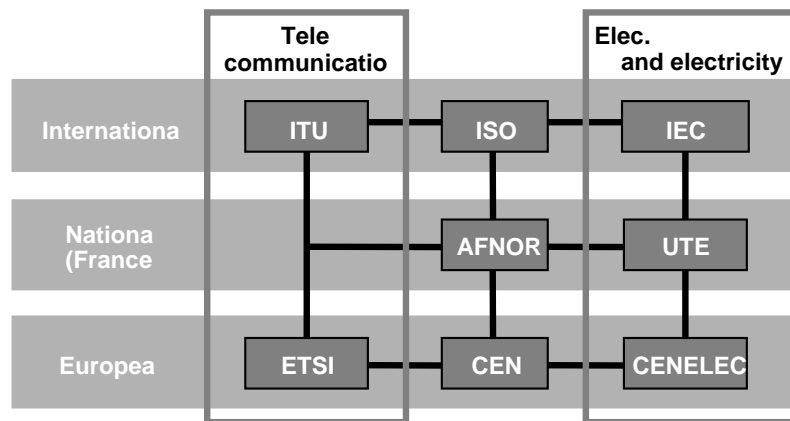 Tele
communicatio
Elec.
and electricity
Internationa
ITU
ISO
IEC
Nationa
(France
AFNOR
UTE
Europea
ETSI
CEN
CENELEC